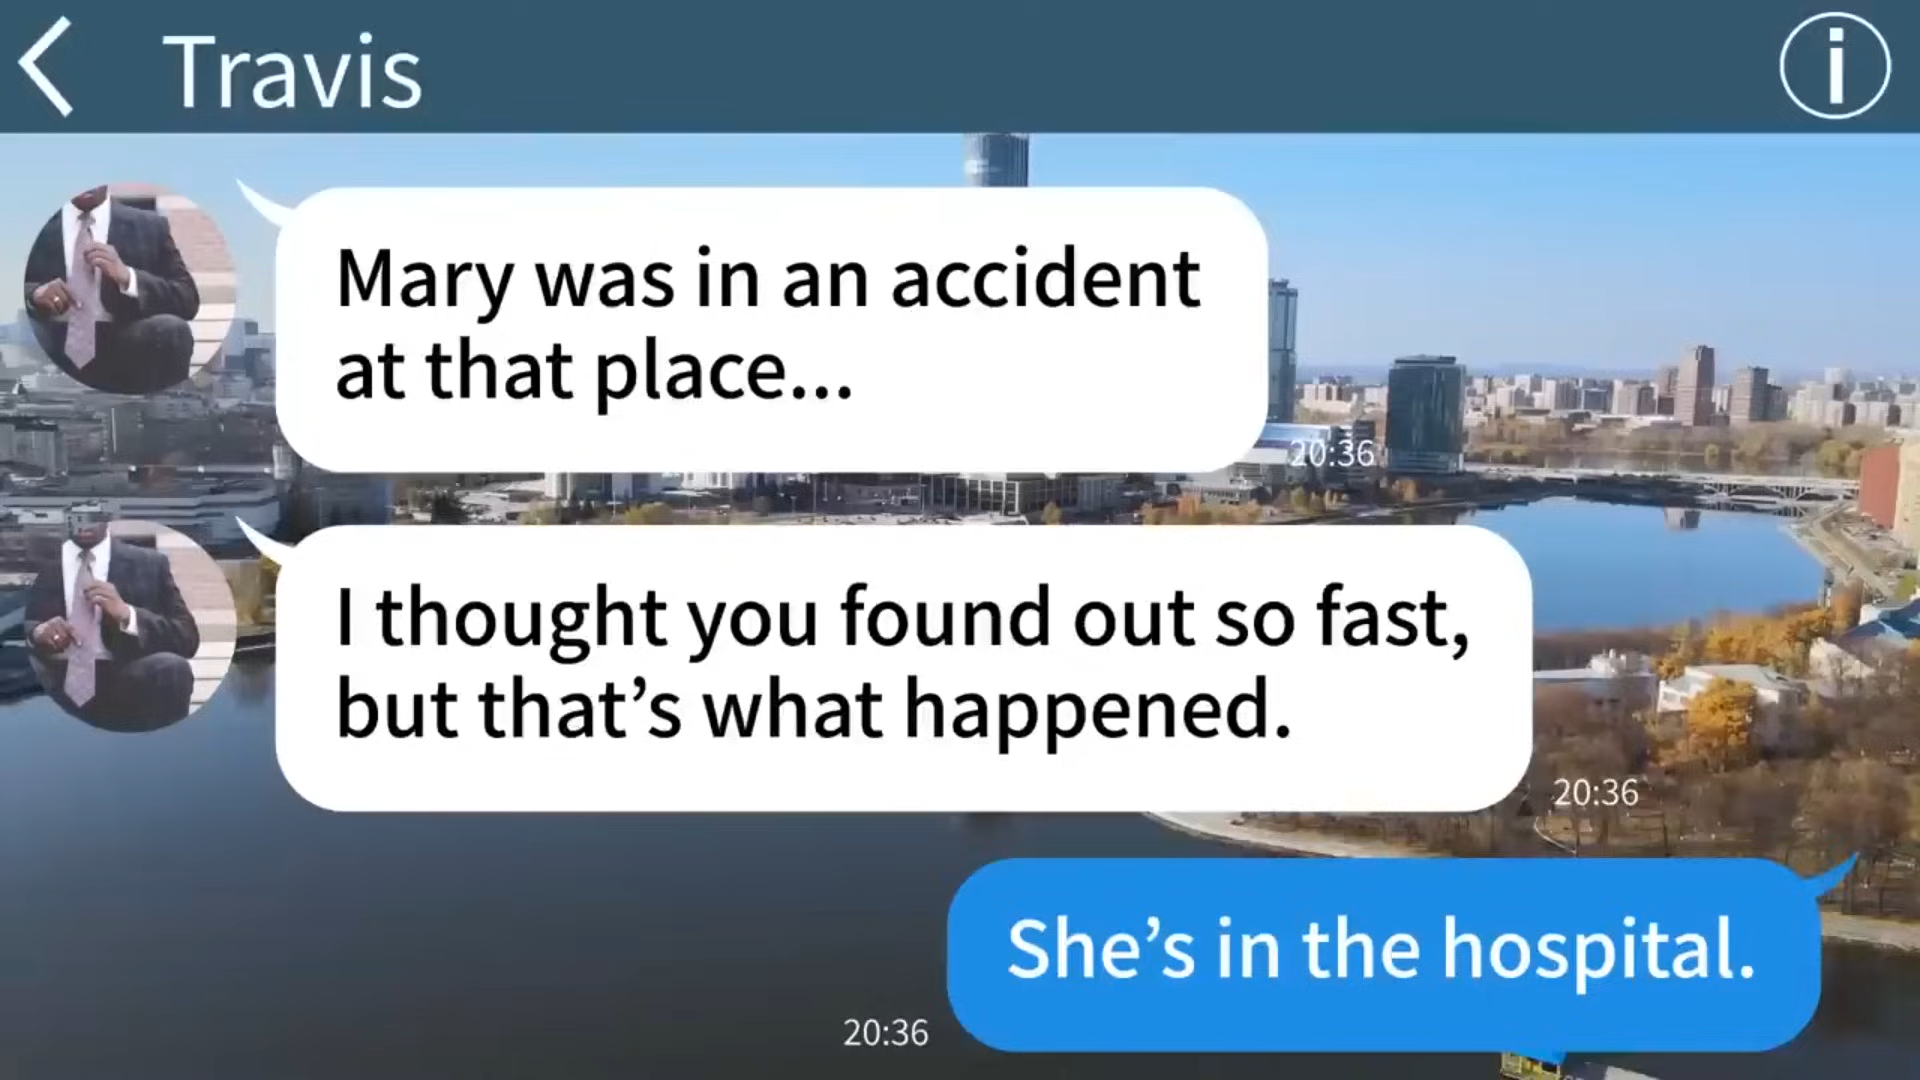 Travis
Mary was in an accident
at that place...
20:36
I thought you found out so fast,
but that’s what happened.
20:36
She’s in the hospital.
20:36